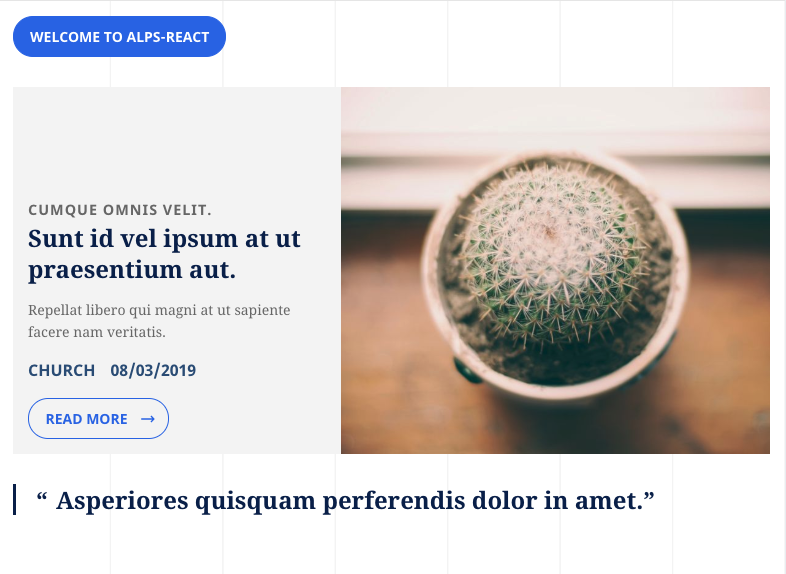 WELCOME TO ALPS-REACT
CUMQUE OMNIS VELIT.
Sunt id vel ipsum at ut
praesentium aut.
Repellat libero qui magni at ut sapiente
facere nam veritatis.
CHURCH 08/03/2019
READ MORE →
“ Asperiores quisquam perferendis dolor in amet.”